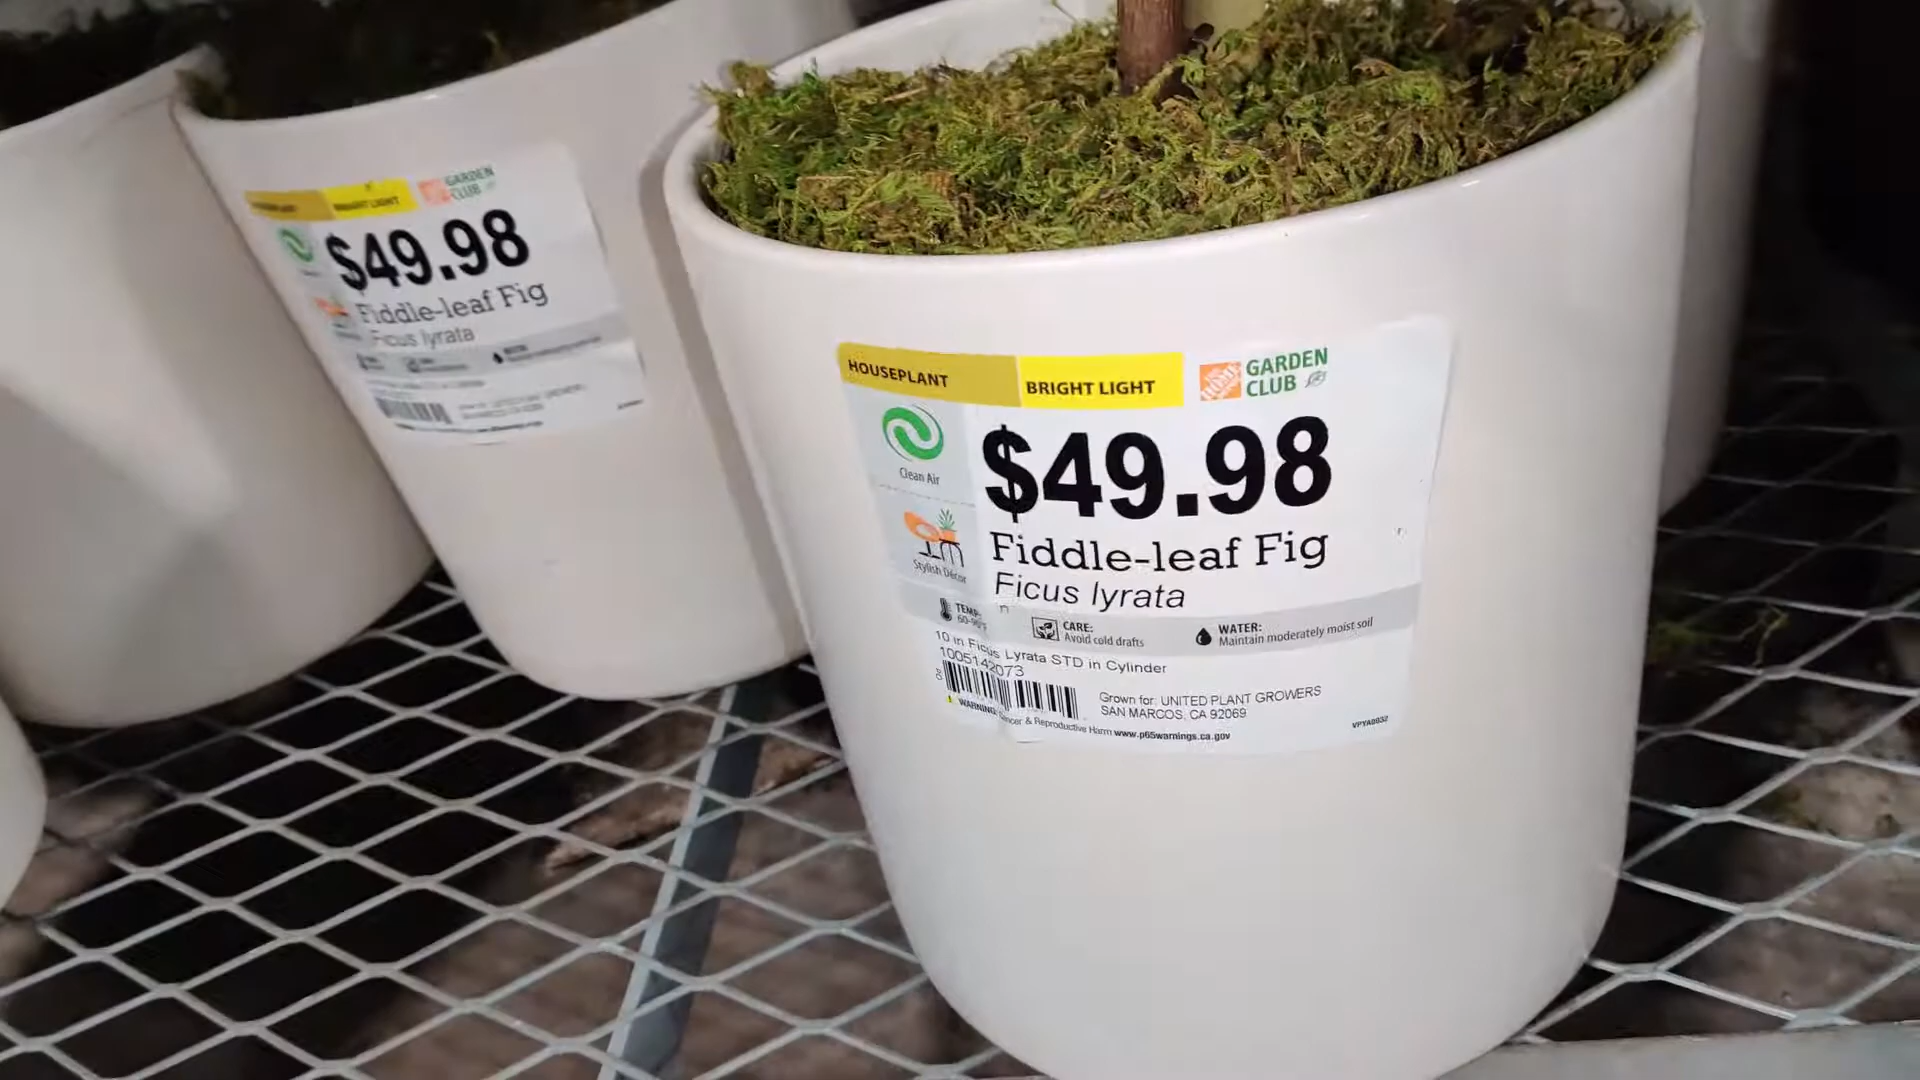 BRIGHT LIGHT
GARDEN
CLUB
$49.98
Fiddle-leaf Fig
Ficus lyrata
HOUSEPLANT
BRIGHT LIGHT
GARDEN
CLUB
Clean Air
$49.98
Fiddle-leaf Fig
Stylish Décor
Ficus lyrata
TEMP:
CARE:
Avoid cold drafts
WATER:
Maintain moderately moist soil
10 in Ficus Lyrata STD in Cylinder
1005142073
Grown for: UNITED PLANT GROWERS
SAN MARCOS, CA 92069
WARNING: Cancer & Reproductive Harm www.p65warnings.ca.gov
VPYA0032